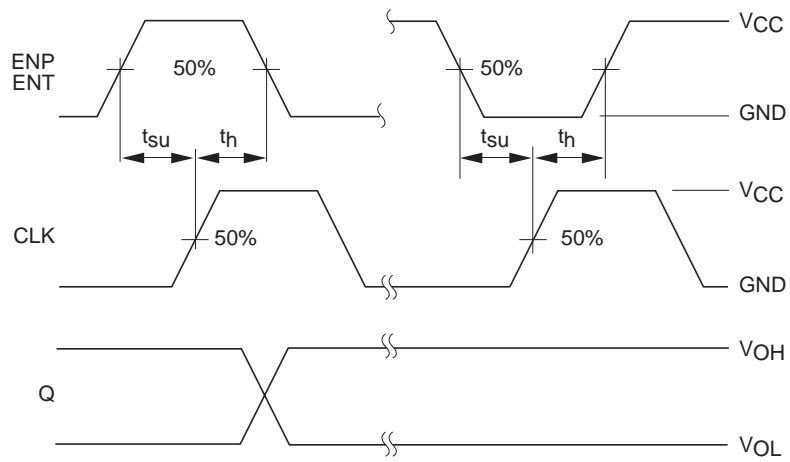 ENP
ENT
50%
50%
VCC
GND
tsu
th
tsu
th
CLK
50%
50%
VCC
GND
Q
VOH
VOL